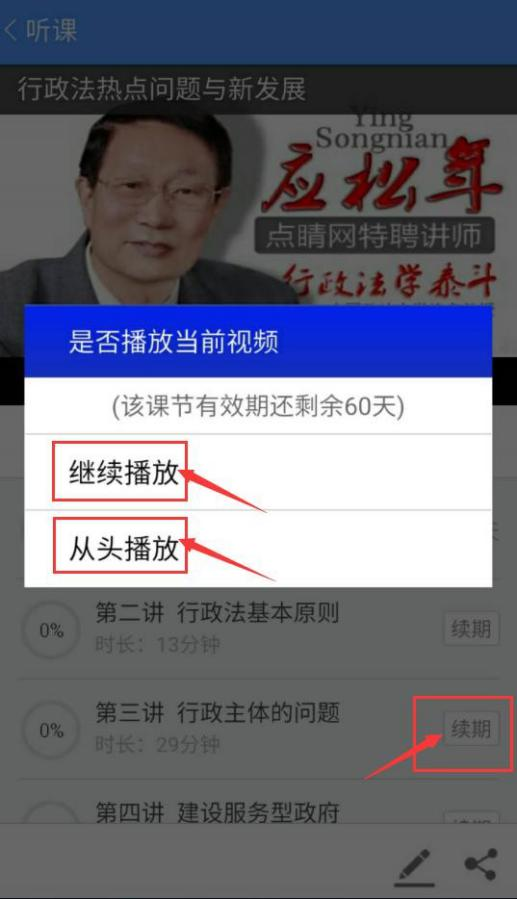 听课
行政法热点问题与新发展
Ying
Songnian
应松年
点睛网特聘讲师
行政法学泰斗
是否播放当前视频
(该课节有效期还剩余60天)
继续播放
从头播放
0%
第二讲 行政法基本原则
时长：13分钟
续期
0%
第三讲 行政主体的问题
时长：29分钟
续期
第四讲 建设服务型政府